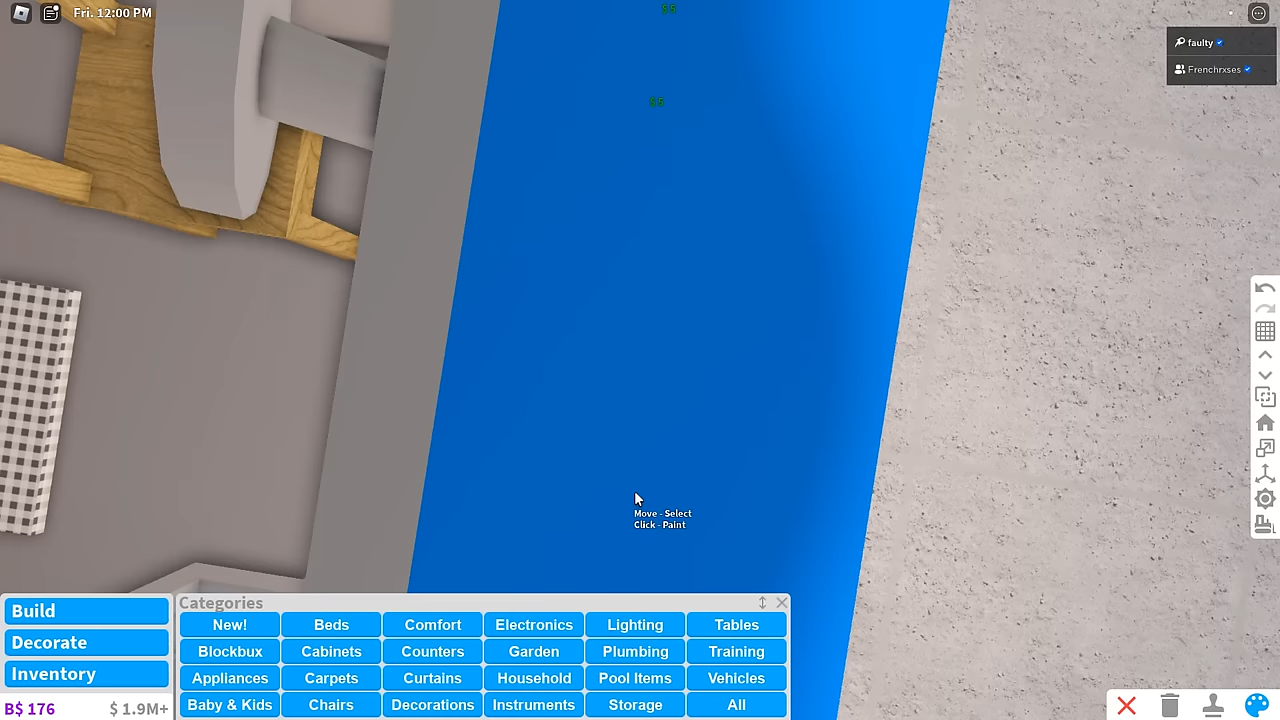 Fri. 12:00 PM
$5
$5
faulty
Frenchrxses
Move - Select
Click - Paint
Build
Decorate
Inventory
B$ 176
$ 1.9M+
Categories
New!
Beds
Comfort
Electronics
Lighting
Tables
Blockbux
Cabinets
Counters
Garden
Plumbing
Training
Appliances
Carpets
Curtains
Household
Pool Items
Vehicles
Baby & Kids
Chairs
Decorations
Instruments
Storage
All